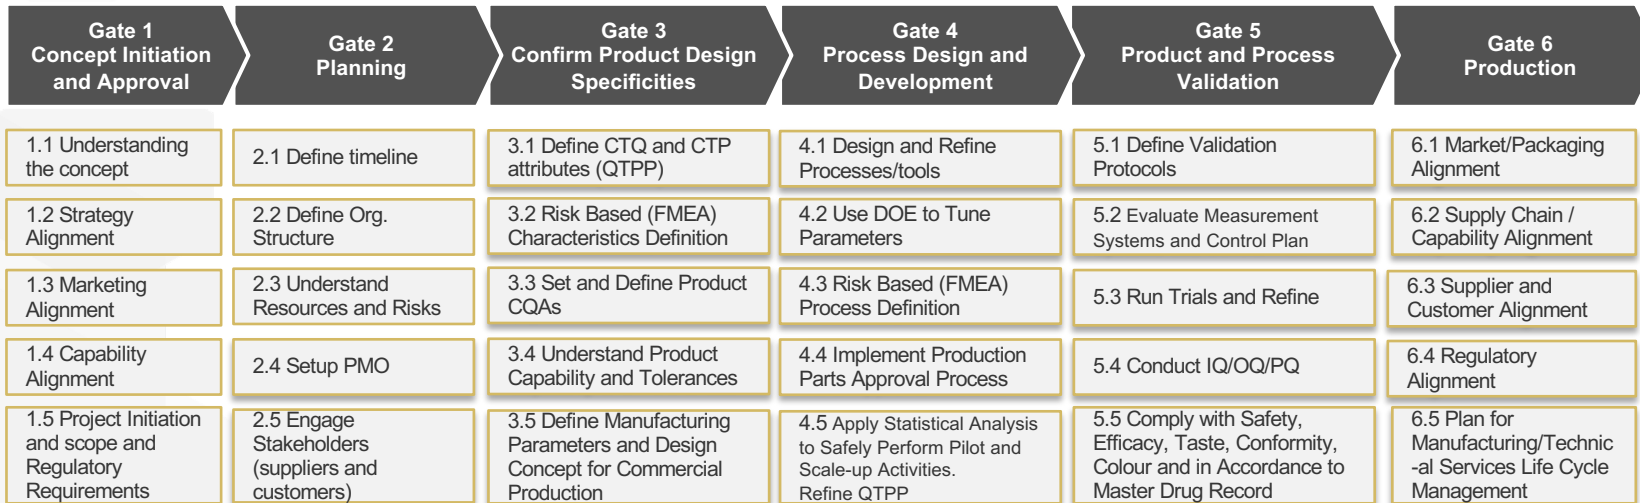 Gate 1
Concept Initiation
and Approval
Gate 2
Planning
Gate 3
Confirm Product Design
Specificities
Gate 4
Process Design and
Development
Gate 5
Product and Process
Validation
Gate 6
Production
1.1 Understanding
the concept
2.1 Define timeline
3.1 Define CTQ and CTP
attributes (QTPP)
4.1 Design and Refine
Processes/tools
5.1 Define Validation
Protocols
6.1 Market/Packaging
Alignment
1.2 Strategy
Alignment
2.2 Define Org.
Structure
3.2 Risk Based (FMEA)
Characteristics Definition
4.2 Use DOE to Tune
Parameters
5.2 Evaluate Measurement
Systems and Control Plan
6.2 Supply Chain /
Capability Alignment
1.3 Marketing
Alignment
2.3 Understand
Resources and Risks
3.3 Set and Define Product
CQAs
4.3 Risk Based (FMEA)
Process Definition
5.3 Run Trials and Refine
6.3 Supplier and
Customer Alignment
1.4 Capability
Alignment
2.4 Setup PMO
3.4 Understand Product
Capability and Tolerances
4.4 Implement Production
Parts Approval Process
5.4 Conduct IQ/OQ/PQ
6.4 Regulatory
Alignment
1.5 Project Initiation
and scope and
Regulatory
Requirements
2.5 Engage
Stakeholders
(suppliers and
customers)
3.5 Define Manufacturing
Parameters and Design
Concept for Commercial
Production
4.5 Apply Statistical Analysis
to Safely Perform Pilot and
Scale-up Activities.
Refine QTPP
5.5 Comply with Safety,
Efficacy, Taste, Conformity,
Colour and in Accordance to
Master Drug Record
6.5 Plan for
Manufacturing/Technic
-al Services Life Cycle
Management